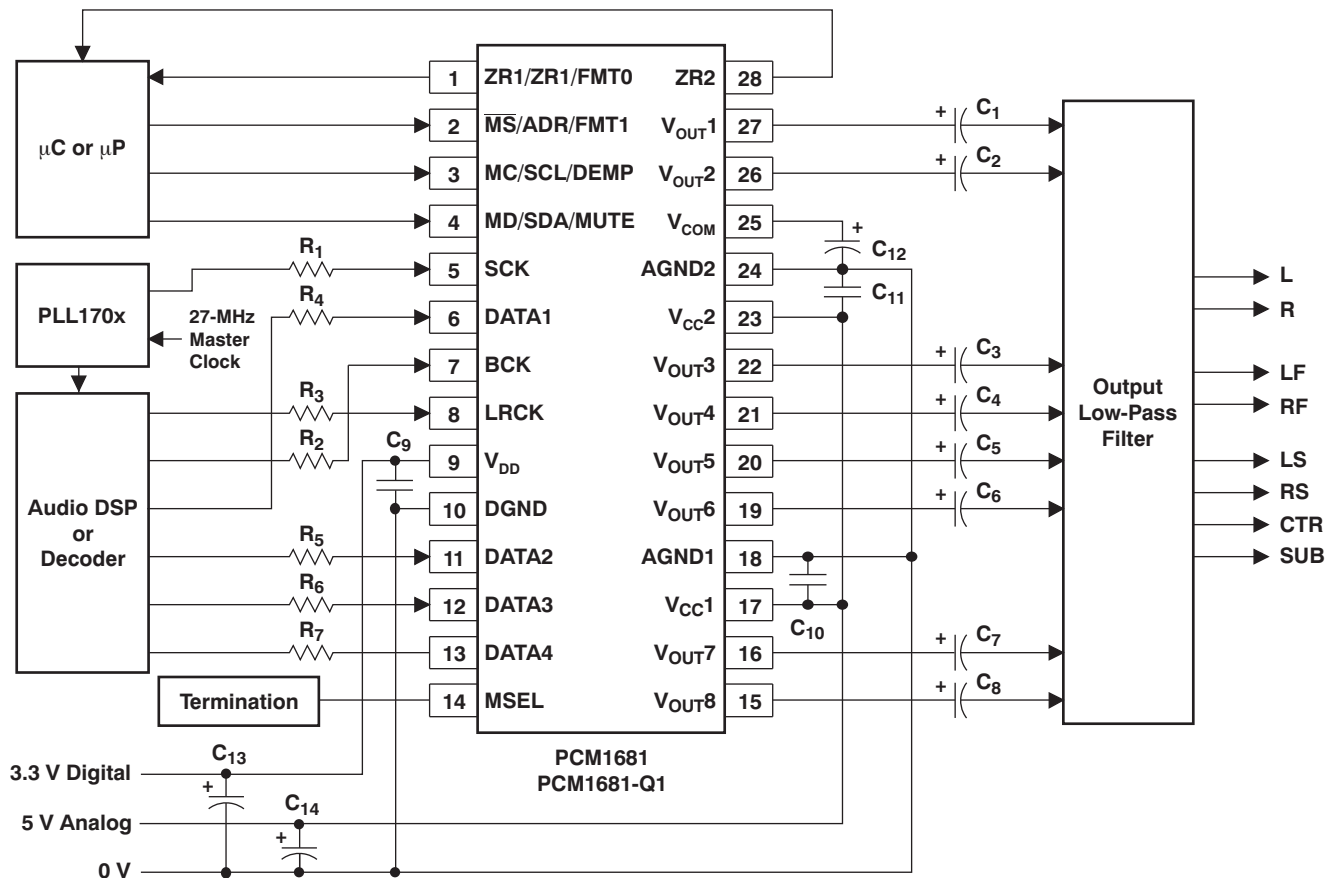 μC or μP
PLL170x
27-MHz
Master
Clock
Audio DSP
or
Decoder
Termination
R1
R4
R3
R2
R5
R6
R7
C9
1 ZR1/ZR1/FMT0
2 M̅S̅/ADR/FMT1
3 MC/SCL/DEMP
4 MD/SDA/MUTE
5 SCK
6 DATA1
7 BCK
8 LRCK
9 VDD
10 DGND
11 DATA2
12 DATA3
13 DATA4
14 MSEL
ZR2 28
VOUT1 27
VOUT2 26
VCOM 25
AGND2 24
VCC2 23
VOUT3 22
VOUT4 21
VOUT5 20
VOUT6 19
AGND1 18
VCC1 17
VOUT7 16
VOUT8 15
PCM1681
PCM1681-Q1
+ C1
+ C2
+ C12
C11
+ C3
+ C4
+ C5
+ C6
C10
+ C7
+ C8
Output
Low-Pass
Filter
L
R
LF
RF
LS
RS
CTR
SUB
3.3 V Digital
C13
+
5 V Analog
C14
+
0 V